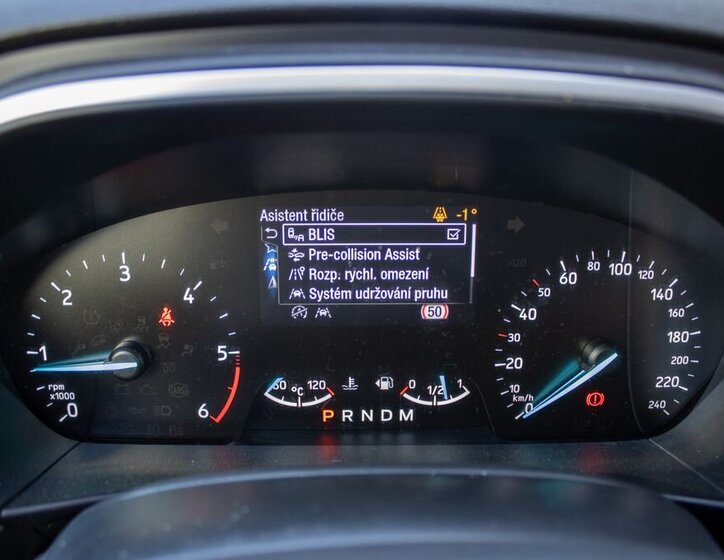 Asistent řidiče -1°
BLIS
Pre-collision Assist
Rozp. rychl. omezení
Systém udržování pruhu
50
0
1
2
3
4
5
6
rpm
x1000
60 °C 120
0 1/2 1
P R N D M
0
10
20
30
40
50
60
80
100
120
140
160
180
200
220
240
km/h
ABS